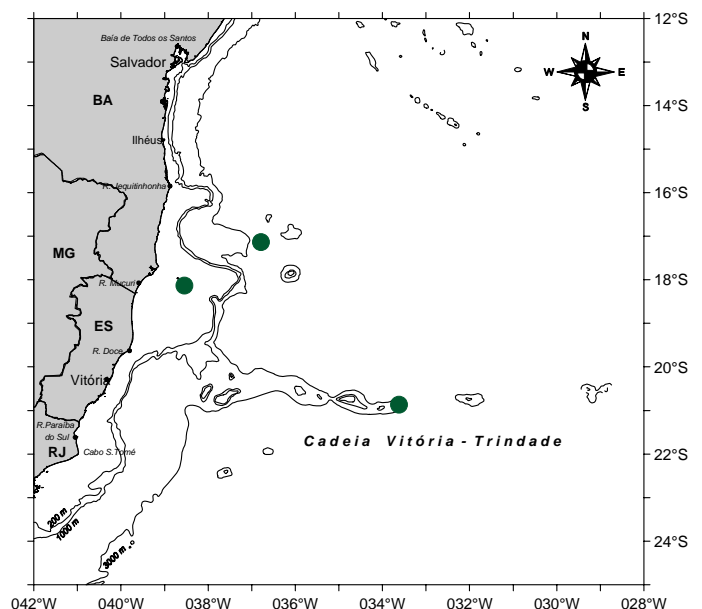 12°S
Baía de Todos os Santos
N
Salvador
W
E
BA
S
14°S
Ilhéus
R. Jequitinhonha
16°S
MG
R. Mucuri
18°S
ES
R. Doce
20°S
Vitória
R.Paraíba
do Sul
Cadeia Vitória - Trindade
RJ
Cabo S.Tomé
22°S
200 m
1000 m
3000 m
24°S
042°W
040°W
038°W
036°W
034°W
032°W
030°W
028°W